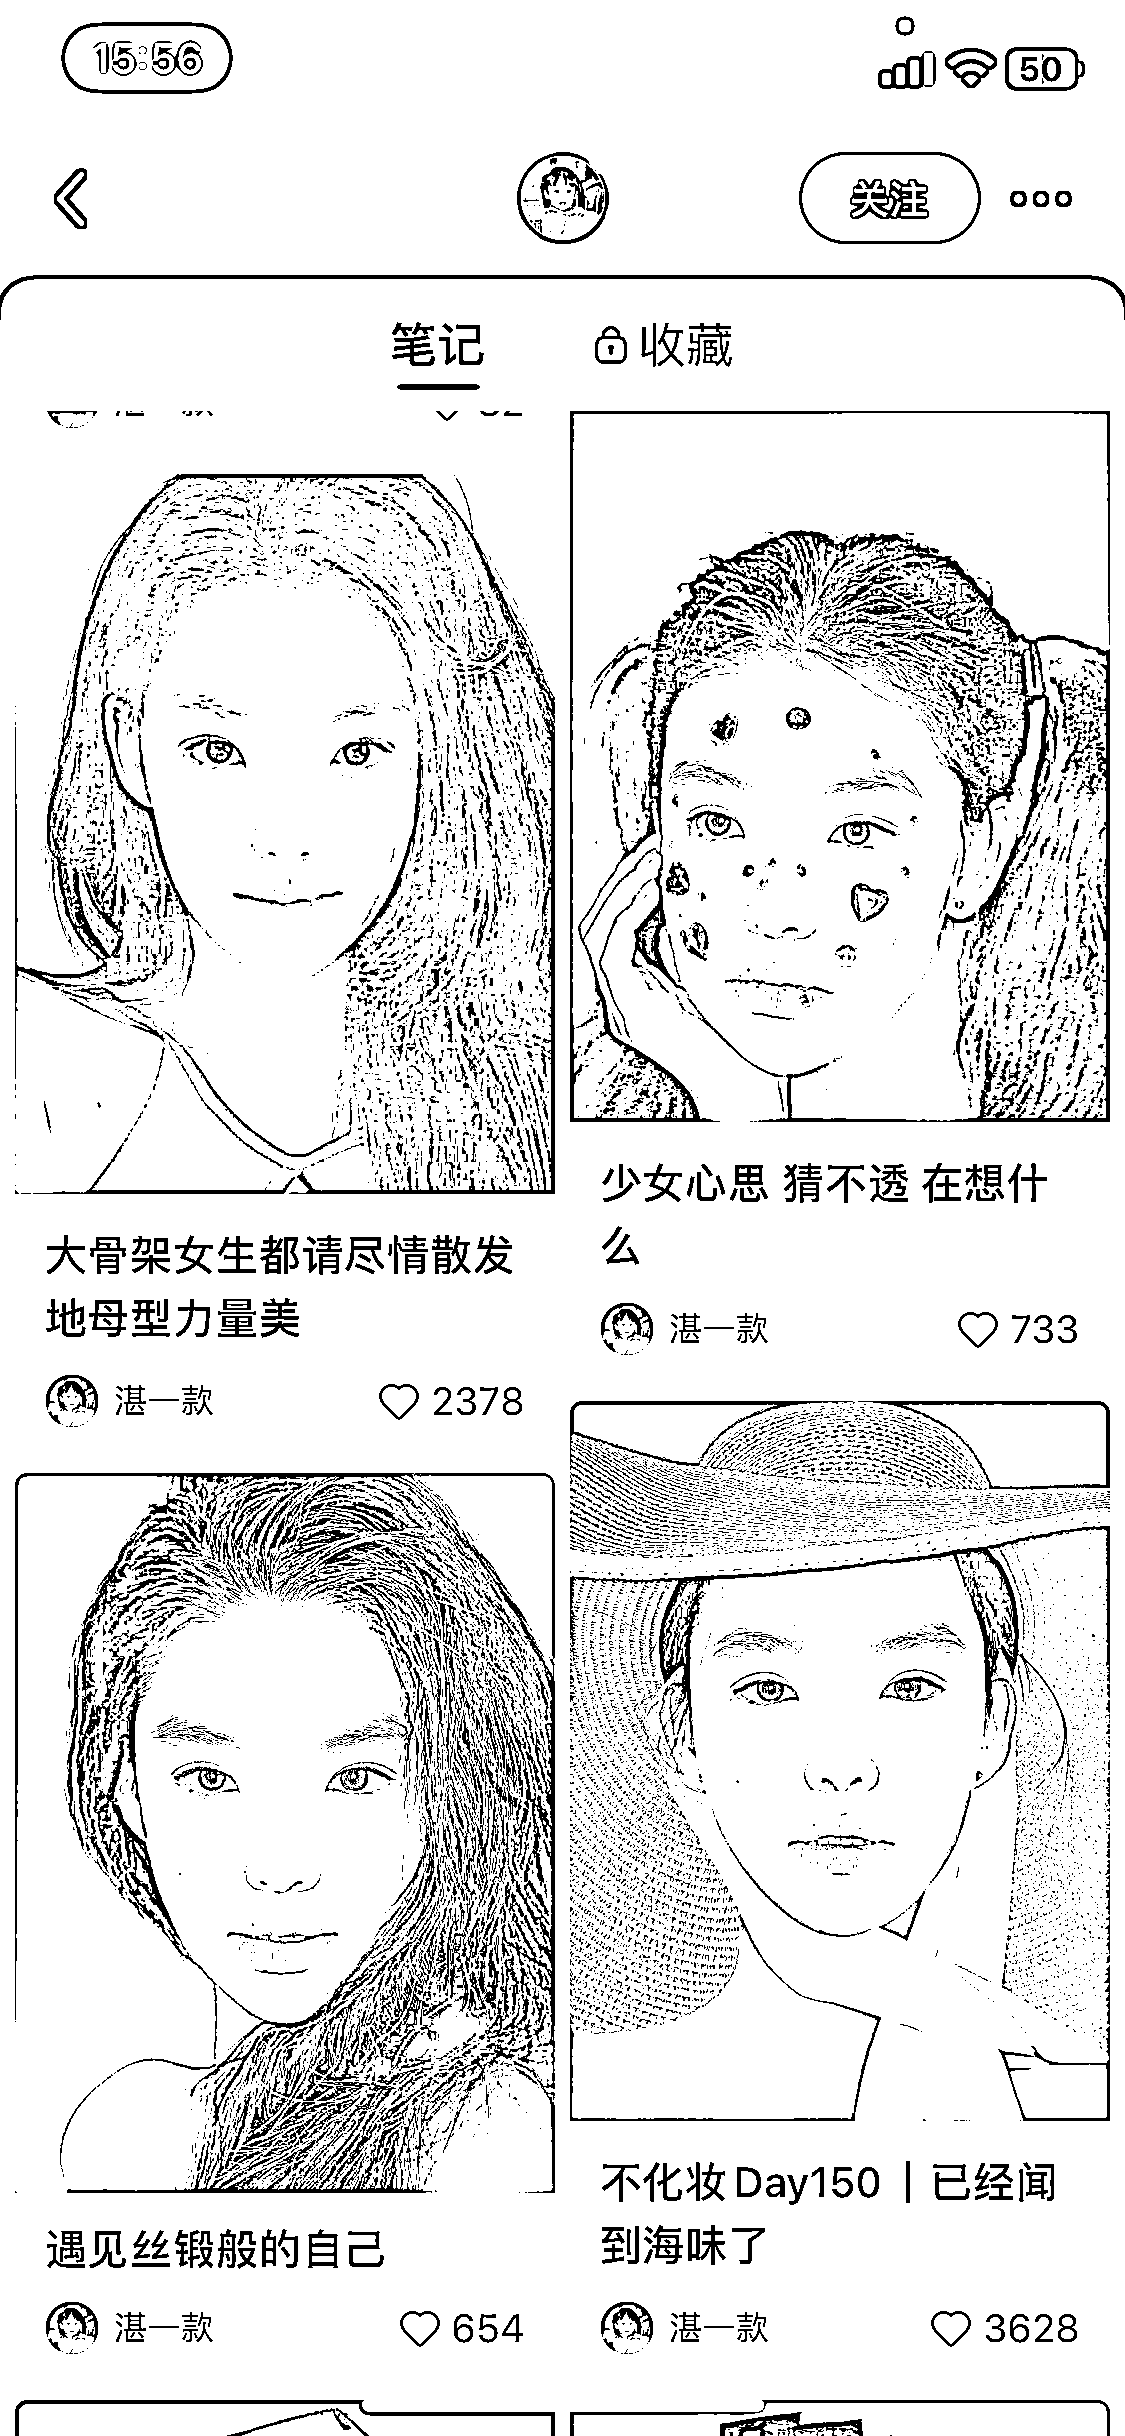 15:56
50
关注
笔记
收藏
大骨架女生都请尽情散发
地母型力量美
湛一款
2378
少女心思 猜不透 在想什
么
湛一款
733
遇见丝锻般的自己
湛一款
654
不化妆Day150｜已经闻
到海味了
湛一款
3628